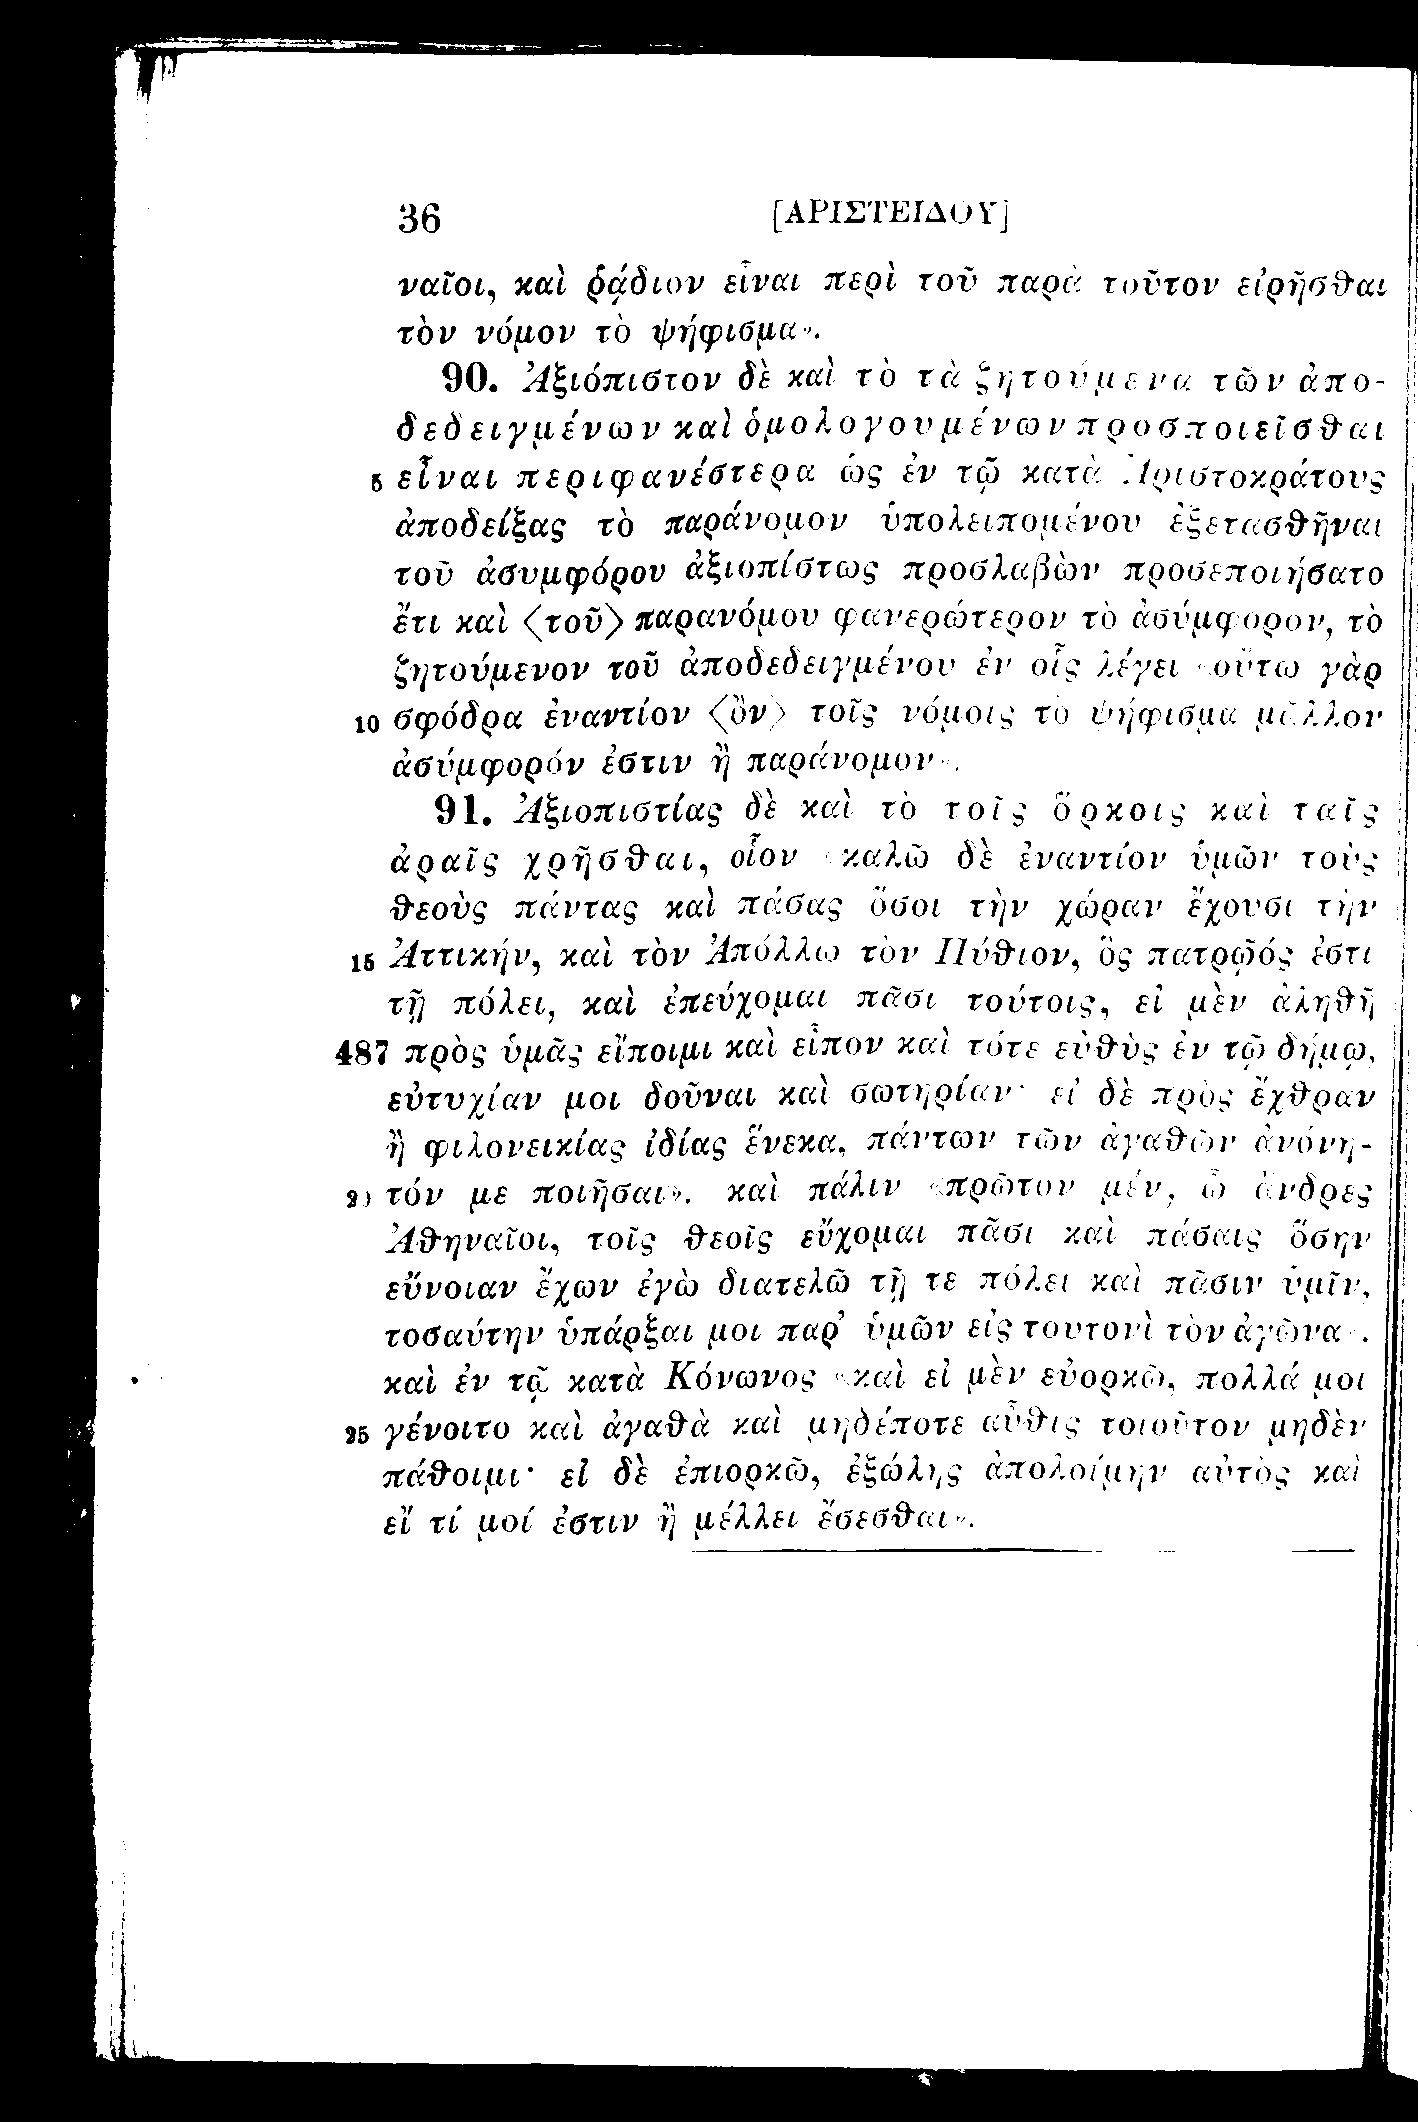 36 [ΑΡΙΣΤΕΙΔΟΥ]
ναῖοι, καὶ ῥᾴδιον εἶναι περὶ τοῦ παρὰ τοῦτον εἰρῆσθαι
τὸν νόμον τὸ ψήφισμα».
90. Ἀξιόπιστον δὲ καὶ τὸ τὰ ζητούμενα τῶν ἀπο-
δεδειγμένων καὶ ὁμολογουμένων προσποιεῖσθαι
5 εἶναι περιφανέστερα ὡς ἐν τῷ κατὰ Ἀριστοκράτους
ἀποδείξας τὸ παράνομον ὑπολειπομένου ἐξετασθῆναι
τοῦ ἀσυμφόρου ἀξιοπίστως προσλαβὼν προσεποιήσατο
ἔτι καὶ <τοῦ> παρανόμου φανερώτερον τὸ ἀσύμφορον, τὸ
ζητούμενον τοῦ ἀποδεδειγμένου ἐν οἷς λέγει «οὕτω γὰρ
10 σφόδρα ἐναντίον <ὂν> τοῖς νόμοις τὸ ψήφισμα μᾶλλον
ἀσύμφορόν ἐστιν ἢ παράνομον».
91. Ἀξιοπιστίας δὲ καὶ τὸ τοῖς ὅρκοις καὶ ταῖς
ἀραῖς χρῆσθαι, οἷον «καλῶ δὲ ἐναντίον ὑμῶν τοὺς
θεοὺς πάντας καὶ πάσας ὅσοι τὴν χώραν ἔχουσι τὴν
15 Ἀττικήν, καὶ τὸν Ἀπόλλω τὸν Πύθιον, ὃς πατρῷός ἐστι
τῇ πόλει, καὶ ἐπεύχομαι πᾶσι τούτοις, εἰ μὲν ἀληθῆ
487 πρὸς ὑμᾶς εἴποιμι καὶ εἶπον καὶ τότε εὐθὺς ἐν τῷ δήμῳ,
εὐτυχίαν μοι δοῦναι καὶ σωτηρίαν· εἰ δὲ πρὸς ἔχθραν
ἢ φιλονεικίας ἰδίας ἕνεκα, πάντων τῶν ἀγαθῶν ἀνόνη-
20 τόν με ποιῆσαι». καὶ πάλιν «πρῶτον μέν, ὦ ἄνδρες
Ἀθηναῖοι, τοῖς θεοῖς εὔχομαι πᾶσι καὶ πάσαις ὅσην
εὔνοιαν ἔχων ἐγὼ διατελῶ τῇ τε πόλει καὶ πᾶσιν ὑμῖν,
τοσαύτην ὑπάρξαι μοι παρ’ ὑμῶν εἰς τουτονὶ τὸν ἀγῶνα».
καὶ ἐν τῷ κατὰ Κόνωνος «καὶ εἰ μὲν εὐορκῶ, πολλά μοι
25 γένοιτο καὶ ἀγαθὰ καὶ μηδέποτε αὖθις τοιοῦτον μηδὲν
πάθοιμι· εἰ δὲ ἐπιορκῶ, ἐξώλης ἀπολοίμην αὐτὸς καὶ
εἴ τί μοί ἐστιν ἢ μέλλει ἔσεσθαι».